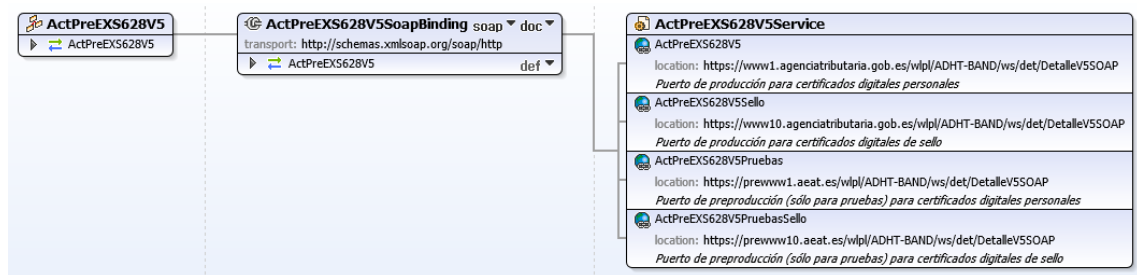 ActPreEXS628V5
ActPreEXS628V5
ActPreEXS628V5SoapBinding soap doc
transport: http://schemas.xmlsoap.org/soap/http
ActPreEXS628V5 def
ActPreEXS628V5Service
ActPreEXS628V5
location: https://www1.agenciatributaria.gob.es/wlpl/ADHT-BAND/ws/det/DetalleV5SOAP
Puerto de producción para certificados digitales personales
ActPreEXS628V5Sello
location: https://www10.agenciatributaria.gob.es/wlpl/ADHT-BAND/ws/det/DetalleV5SOAP
Puerto de producción para certificados digitales de sello
ActPreEXS628V5Pruebas
location: https://prewww1.aeat.es/wlpl/ADHT-BAND/ws/det/DetalleV5SOAP
Puerto de preproducción (sólo para pruebas) para certificados digitales personales
ActPreEXS628V5PruebasSello
location: https://prewww10.aeat.es/wlpl/ADHT-BAND/ws/det/DetalleV5SOAP
Puerto de preproducción (sólo para pruebas) para certificados digitales de sello